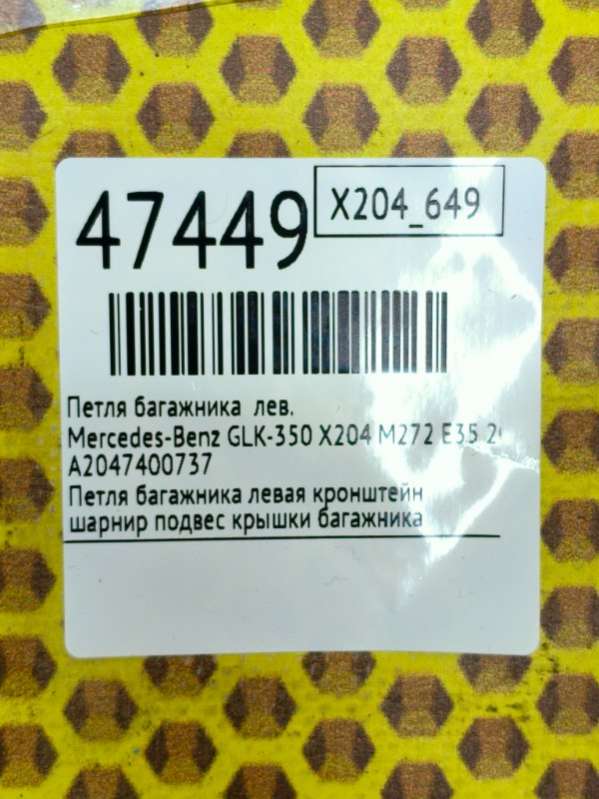 47449
X204_649
Петля багажника лев.
Mercedes-Benz GLK-350 X204 M272 E35
A2047400737
Петля багажника левая кронштейн
шарнир подвес крышки багажника